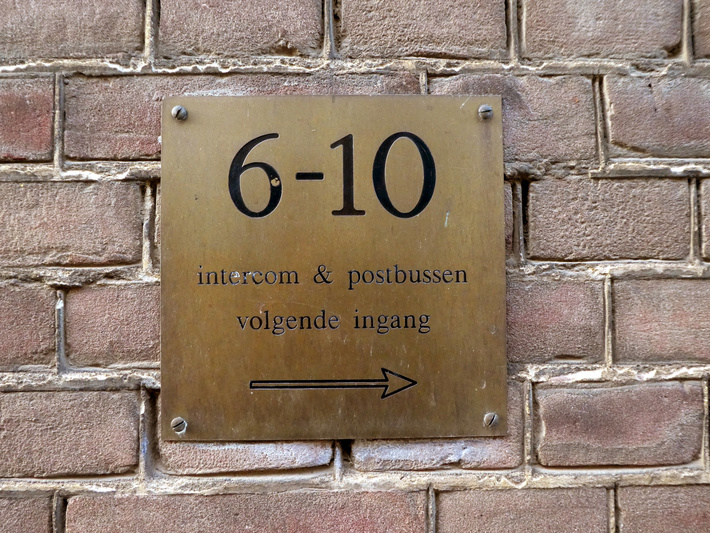 6-10
intercom & postbussen
volgende ingang